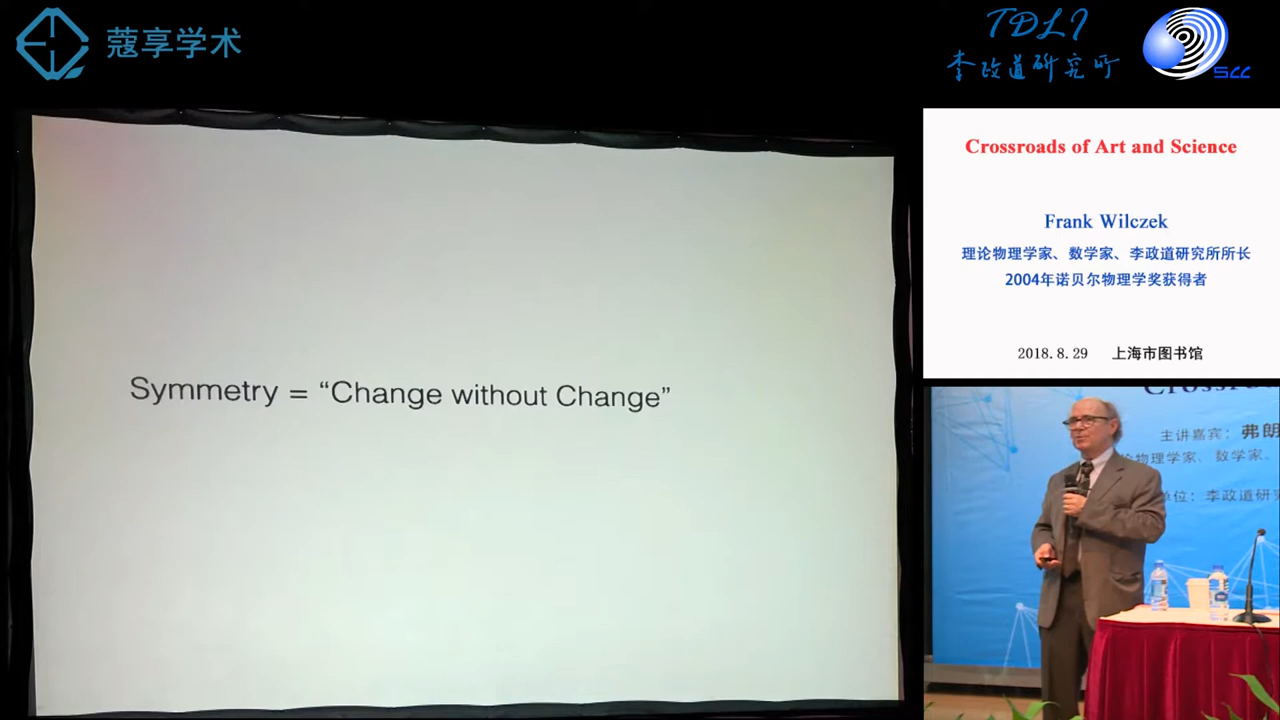 蔻享学术
TDLI
李政道研究所
SCC
Symmetry = “Change without Change”
Crossroads of Art and Science
Frank Wilczek
理论物理学家、数学家、李政道研究所所长
2004年诺贝尔物理学奖获得者
2018.8.29 上海市图书馆
主讲嘉宾：弗朗
论物理学家、数学家、
单位：李政道研究